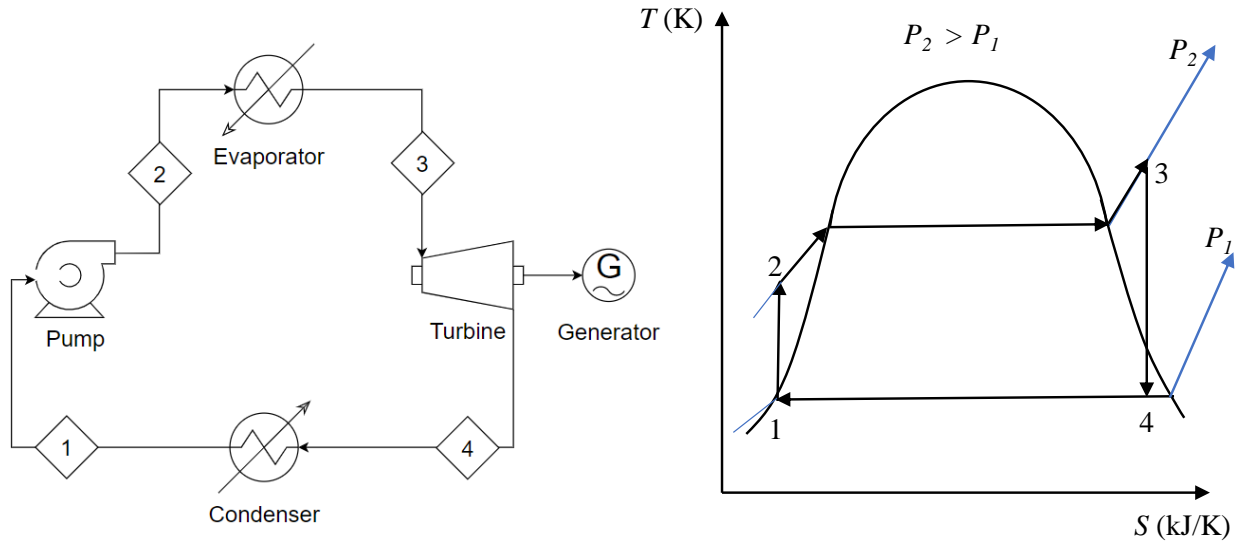 2
Evaporator
3
Pump
Turbine
G
Generator
1
Condenser
4
T (K)
P2 > P1
P2
3
2
P1
1
4
S (kJ/K)